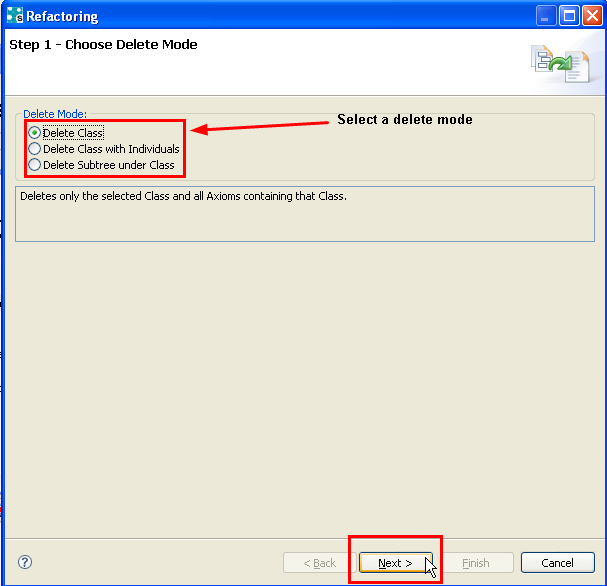 Refactoring
Step 1 - Choose Delete Mode
Delete Mode:
Delete Class
Delete Class with Individuals
Delete Subtree under Class
Select a delete mode
Deletes only the selected Class and all Axioms containing that Class.
< Back
Next >
Finish
Cancel